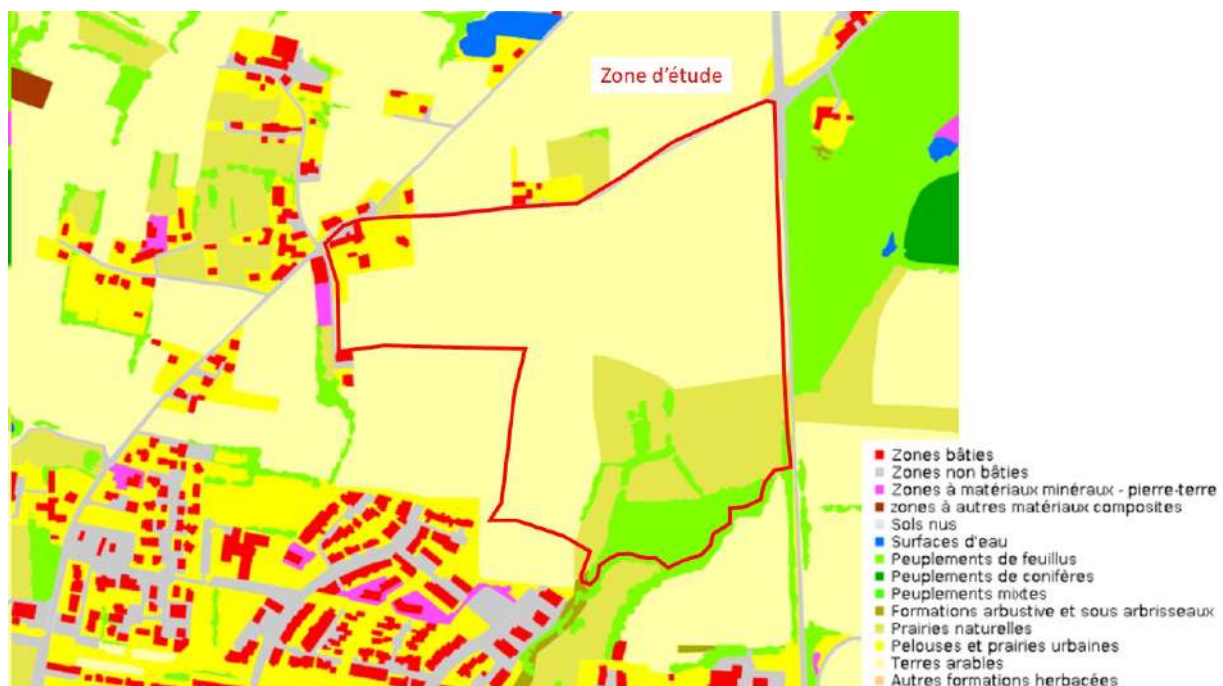 Zone d'étude
Zones bâties
Zones non bâties
Zones à matériaux minéraux - pierre-terre
zones à autres matériaux composites
Sols nus
Surfaces d'eau
Peuplements de feuillus
Peuplements de conifères
Peuplements mixtes
Formations arbustive et sous arbrisseaux
Prairies naturelles
Pelouses et prairies urbaines
Terres arables
Autres formations herbacées